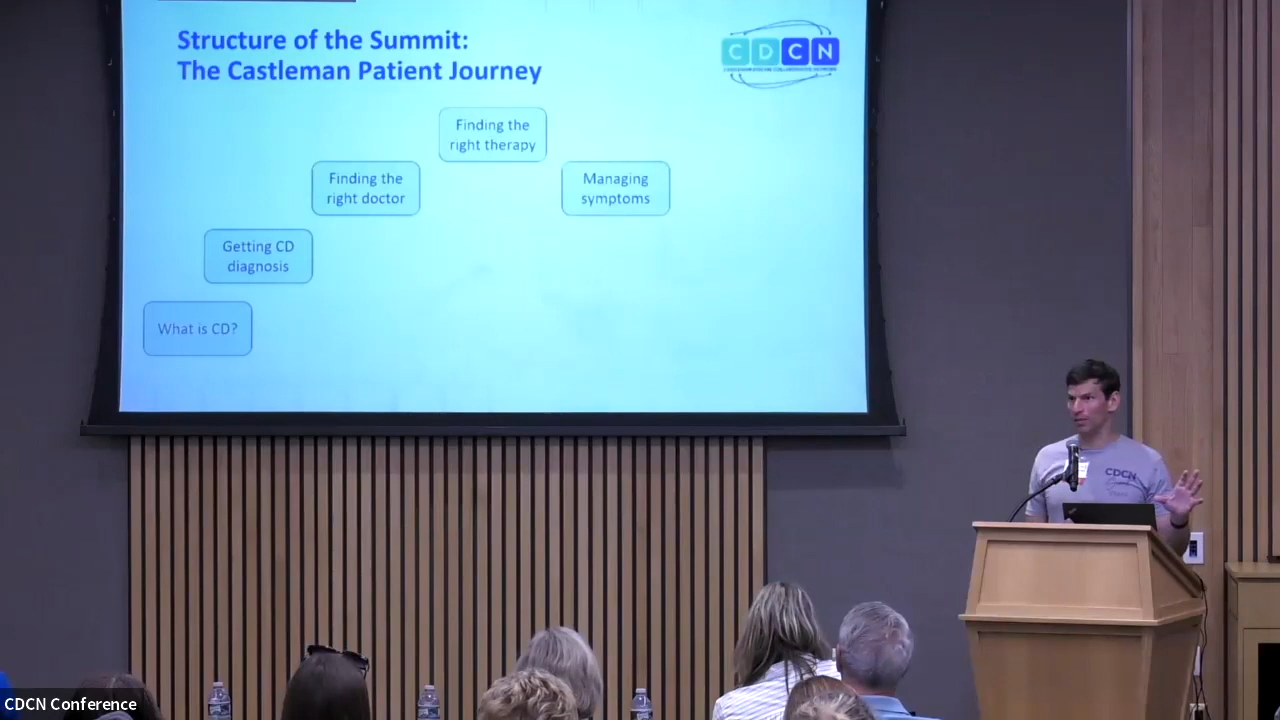 Structure of the Summit:
The Castleman Patient Journey
CDCN
Finding the
right therapy
Finding the
right doctor
Managing
symptoms
Getting CD
diagnosis
What is CD?
CDCN
CDCN Conference